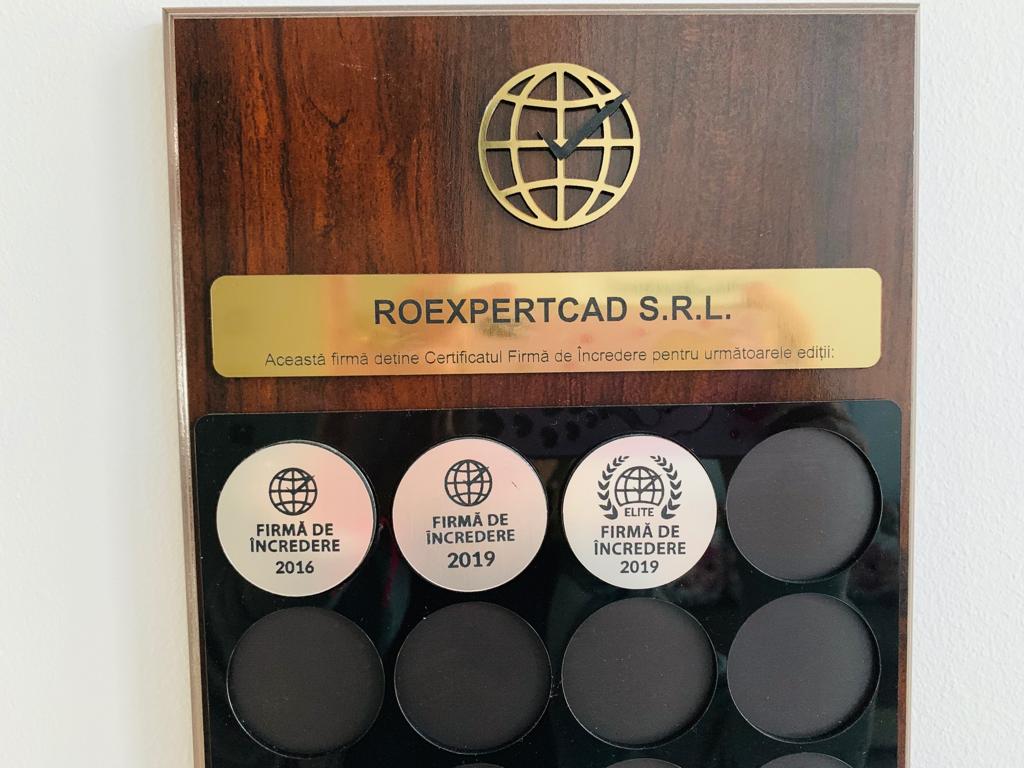 ROEXPERTCAD S.R.L.
Această firmă deține Certificatul Firmă de Încredere pentru următoarele ediții:
FIRMĂ DE
ÎNCREDERE
2016
FIRMĂ DE
ÎNCREDERE
2019
ELITE
FIRMĂ DE
ÎNCREDERE
2019